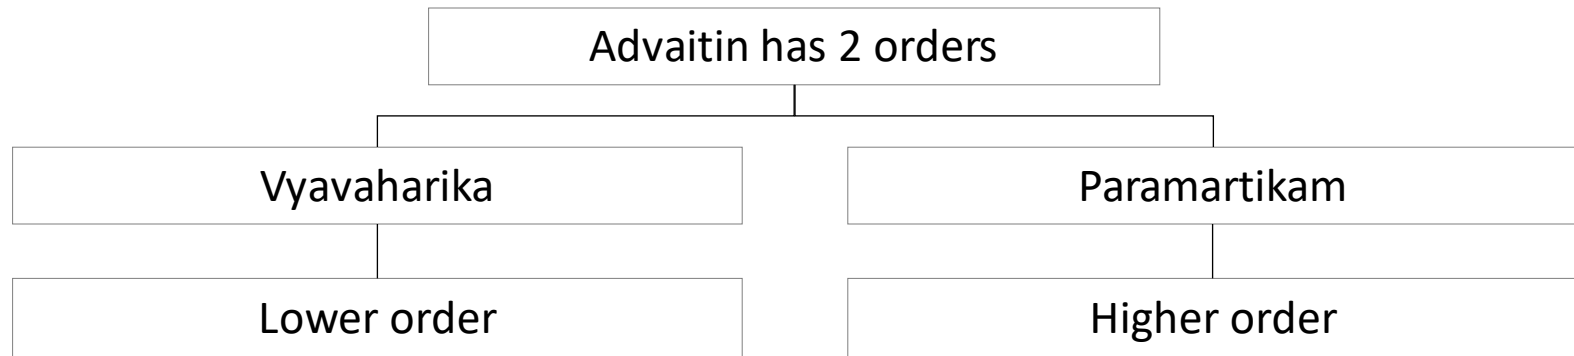 Advaitin has 2 orders
Vyavaharika
Paramartikam
Lower order
Higher order